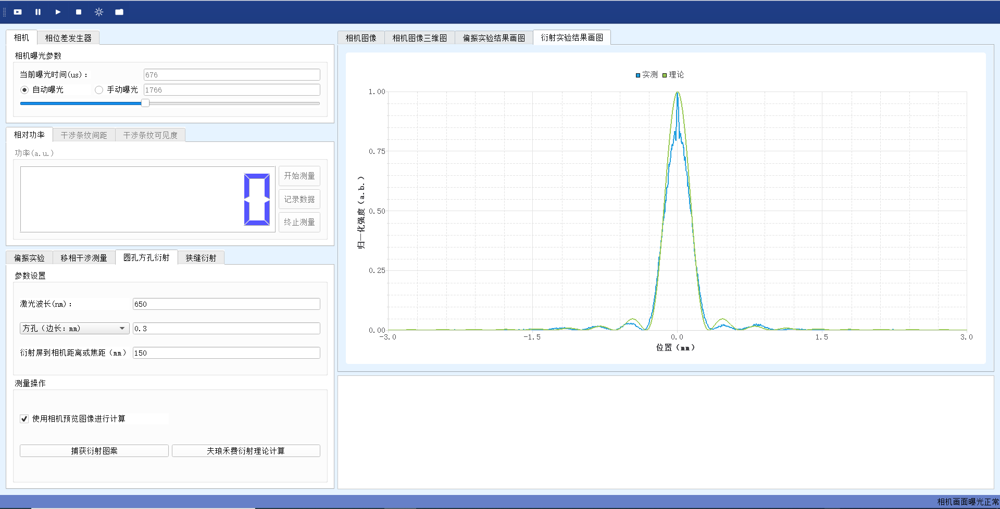 相机 相位差发生器
相机曝光参数
当前曝光时间(us)： 676
自动曝光 手动曝光 1766
相对功率 干涉条纹间距 干涉条纹可见度
功率(a.u.)
0
开始测量
记录数据
终止测量
偏振实验 移相干涉测量 圆孔方孔衍射 狭缝衍射
参数设置
激光波长(nm)： 650
方孔（边长：mm） 0.3
衍射屏到相机距离或焦距（mm） 150
测量操作
使用相机预览图像进行计算
捕获衍射图案 夫琅禾费衍射理论计算
相机图像 相机图像三维图 偏振实验结果画图 衍射实验结果画图
实测 理论
1.00
0.75
0.50
0.25
0.00
归一化强度（a.b.）
-3.0 -1.5 0.0 1.5 3.0
位置（mm）
相机画面曝光正常